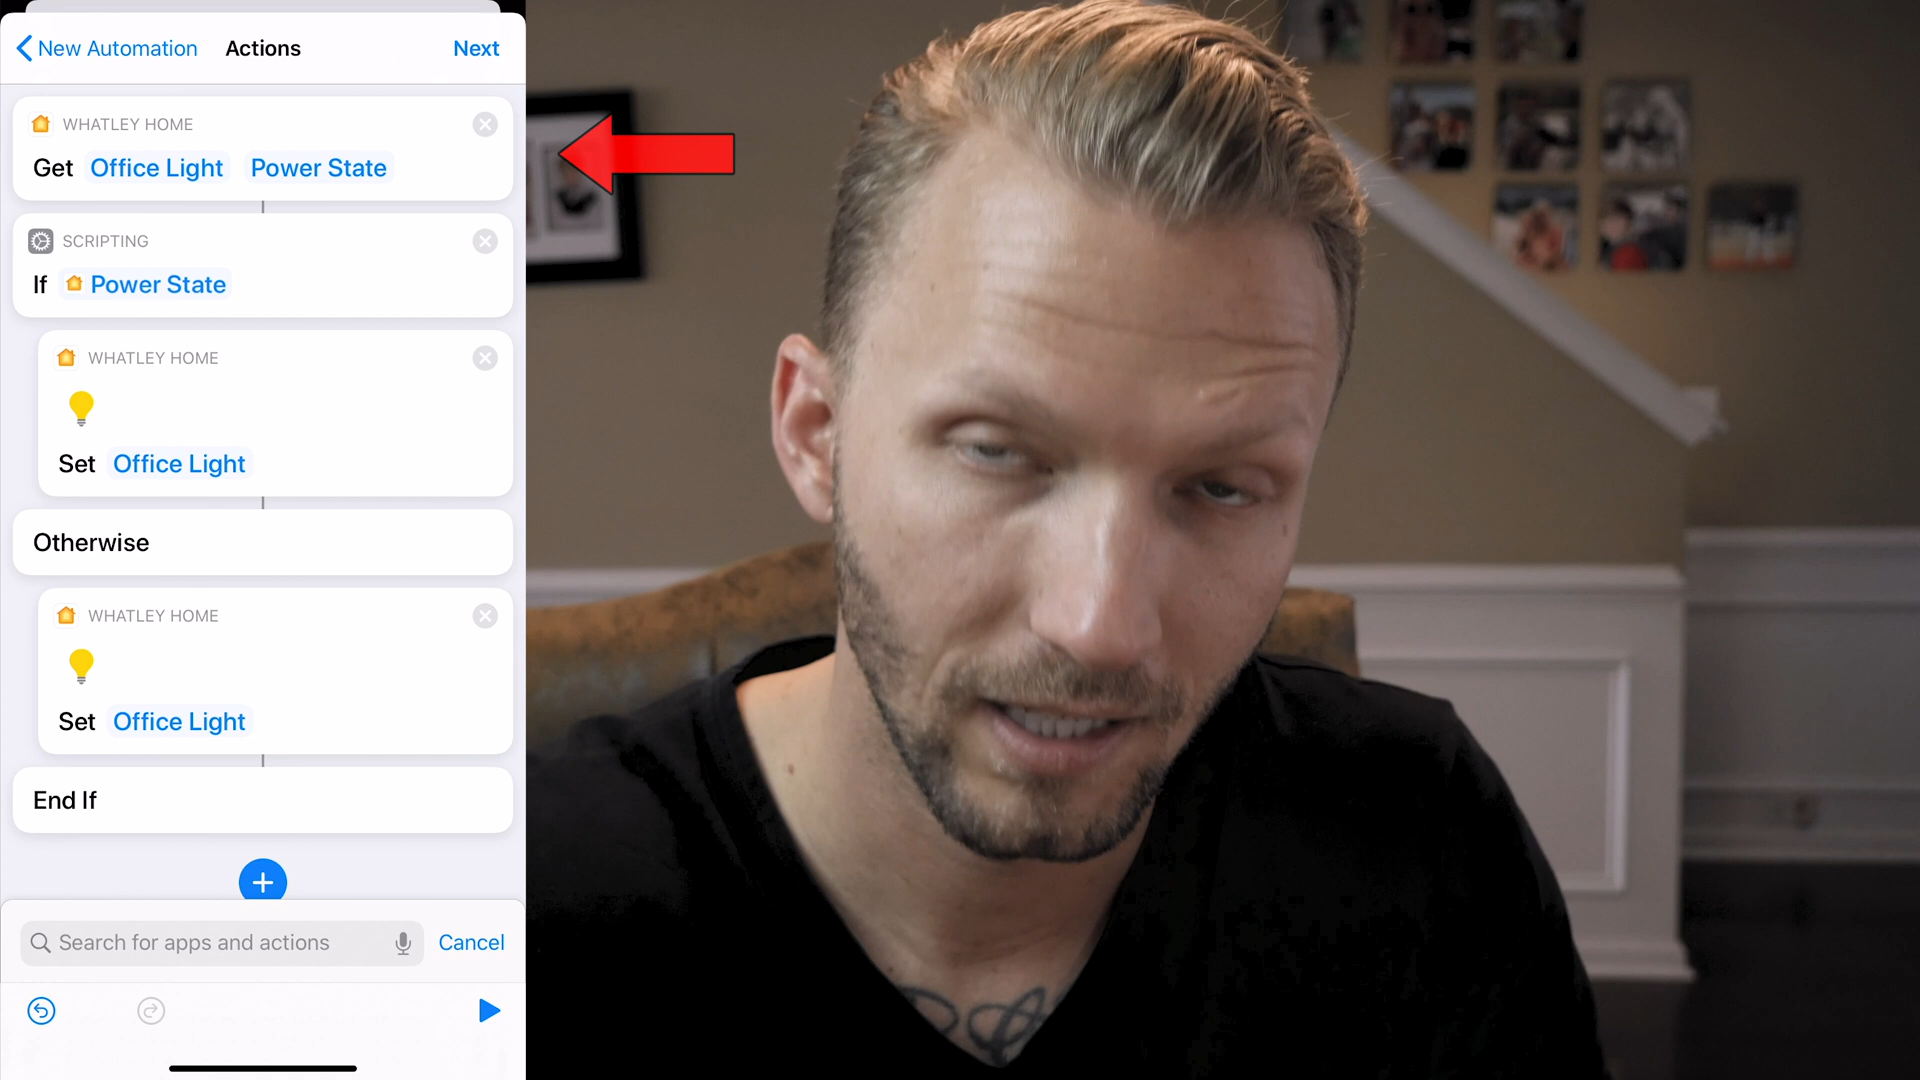 New Automation Actions Next
WHATLEY HOME
Get Office Light Power State
SCRIPTING
If Power State
WHATLEY HOME
Set Office Light
Otherwise
WHATLEY HOME
Set Office Light
End If
Search for apps and actions Cancel